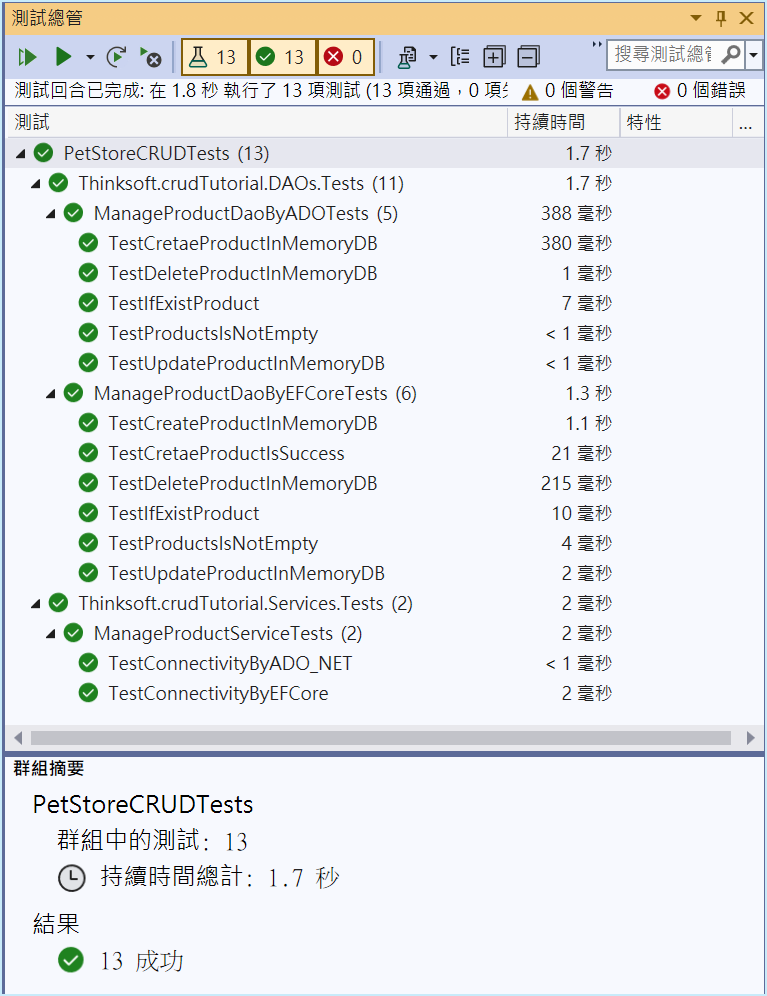 測試總管
13 13 0 搜尋測試總管
測試回合已完成: 在 1.8 秒 執行了 13 項測試 (13 項通過，0 項 0 個警告 0 個錯誤
測試 持續時間 特性 ...
PetStoreCRUDTests (13) 1.7 秒
Thinksoft.crudTutorial.DAOs.Tests (11) 1.7 秒
ManageProductDaoByADOTests (5) 388 毫秒
TestCretaeProductInMemoryDB 380 毫秒
TestDeleteProductInMemoryDB 1 毫秒
TestIfExistProduct 7 毫秒
TestProductsIsNotEmpty < 1 毫秒
TestUpdateProductInMemoryDB < 1 毫秒
ManageProductDaoByEFCoreTests (6) 1.3 秒
TestCreateProductInMemoryDB 1.1 秒
TestCretaeProductIsSuccess 21 毫秒
TestDeleteProductInMemoryDB 215 毫秒
TestIfExistProduct 10 毫秒
TestProductsIsNotEmpty 4 毫秒
TestUpdateProductInMemoryDB 2 毫秒
Thinksoft.crudTutorial.Services.Tests (2) 2 毫秒
ManageProductServiceTests (2) 2 毫秒
TestConnectivityByADO_NET < 1 毫秒
TestConnectivityByEFCore 2 毫秒
群組摘要
PetStoreCRUDTests
群組中的測試: 13
持續時間總計: 1.7 秒
結果
13 成功